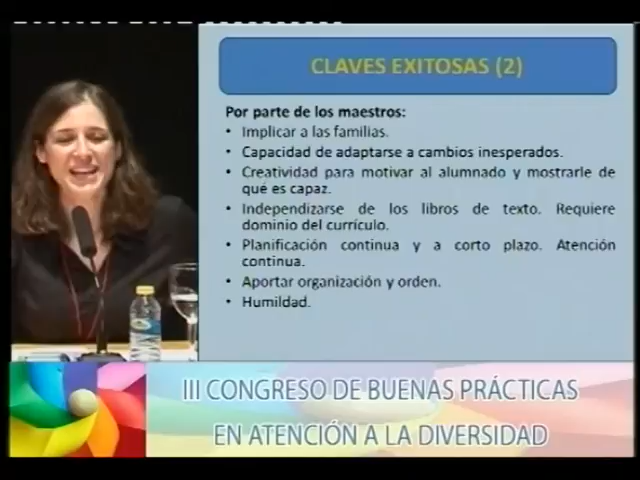 CLAVES EXITOSAS (2)
Por parte de los maestros:
• Implicar a las familias.
• Capacidad de adaptarse a cambios inesperados.
• Creatividad para motivar al alumnado y mostrarle de
qué es capaz.
• Independizarse de los libros de texto. Requiere
dominio del currículo.
• Planificación continua y a corto plazo. Atención
continua.
• Aportar organización y orden.
• Humildad.
III CONGRESO DE BUENAS PRÁCTICAS
EN ATENCIÓN A LA DIVERSIDAD